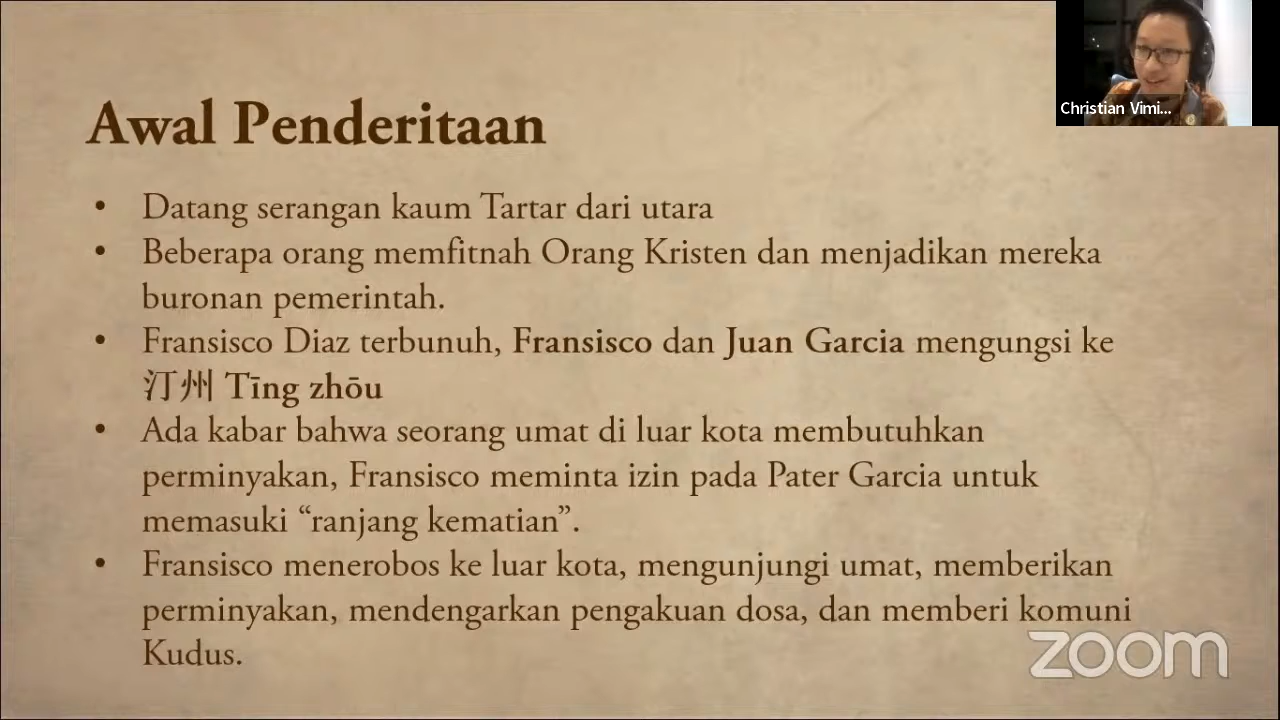 Christian Vimi...
Awal Penderitaan
• Datang serangan kaum Tartar dari utara
• Beberapa orang memfitnah Orang Kristen dan menjadikan mereka
buronan pemerintah.
• Fransisco Diaz terbunuh, Fransisco dan Juan Garcia mengungsi ke
汀州 Tīng zhōu
• Ada kabar bahwa seorang umat di luar kota membutuhkan
perminyakan, Fransisco meminta izin pada Pater Garcia untuk
memasuki “ranjang kematian”.
• Fransisco menerobos ke luar kota, mengunjungi umat, memberikan
perminyakan, mendengarkan pengakuan dosa, dan memberi komuni
Kudus.
zoom